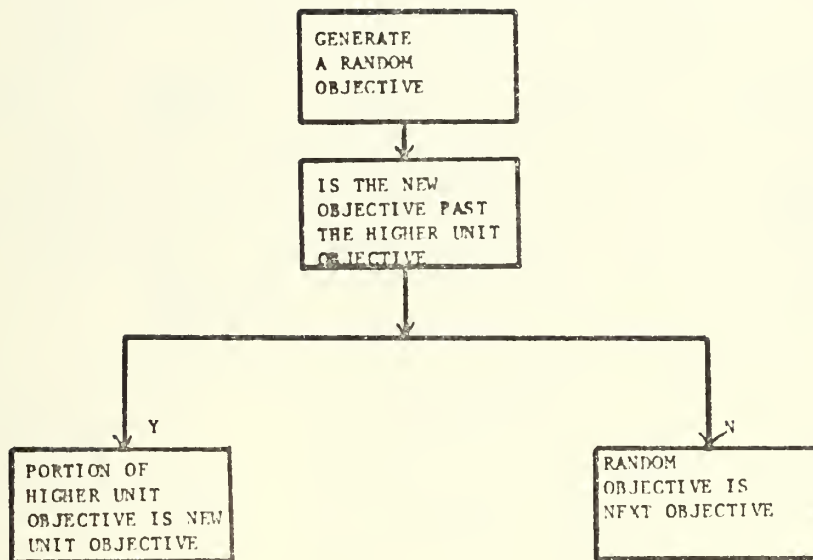 GENERATE
A RANDOM
OBJECTIVE
IS THE NEW
OBJECTIVE PAST
THE HIGHER UNIT
OBJECTIVE
Y
N
PORTION OF
HIGHER UNIT
OBJECTIVE IS NEW
UNIT OBJECTIVE
RANDOM
OBJECTIVE IS
NEXT OBJECTIVE